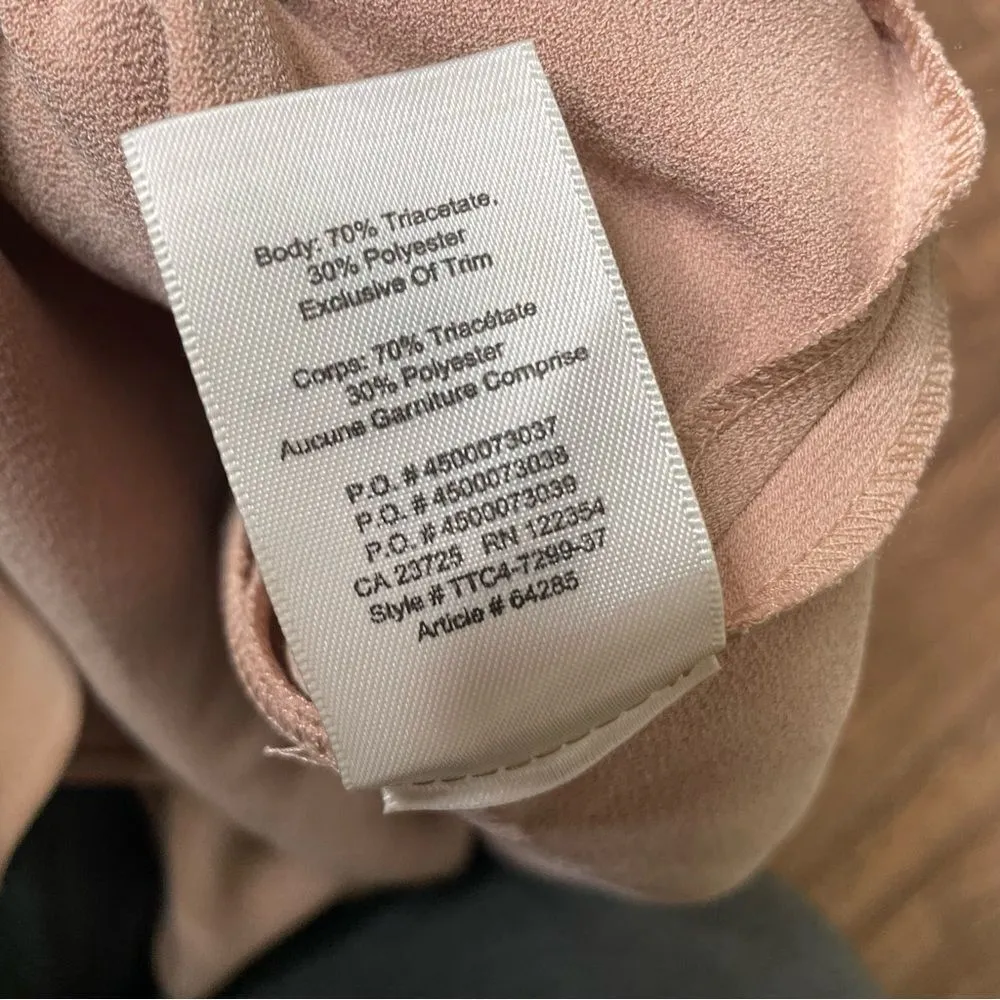 Body: 70% Triacetate,
30% Polyester
Exclusive Of Trim
Corps: 70% Triacétate
30% Polyester
Aucune Garniture Comprise
P.O. # 4500073037
P.O. # 4500073038
P.O. # 4500073039
CA 23725 RN 122354
Style # TTC4-7299-37
Article # 64285